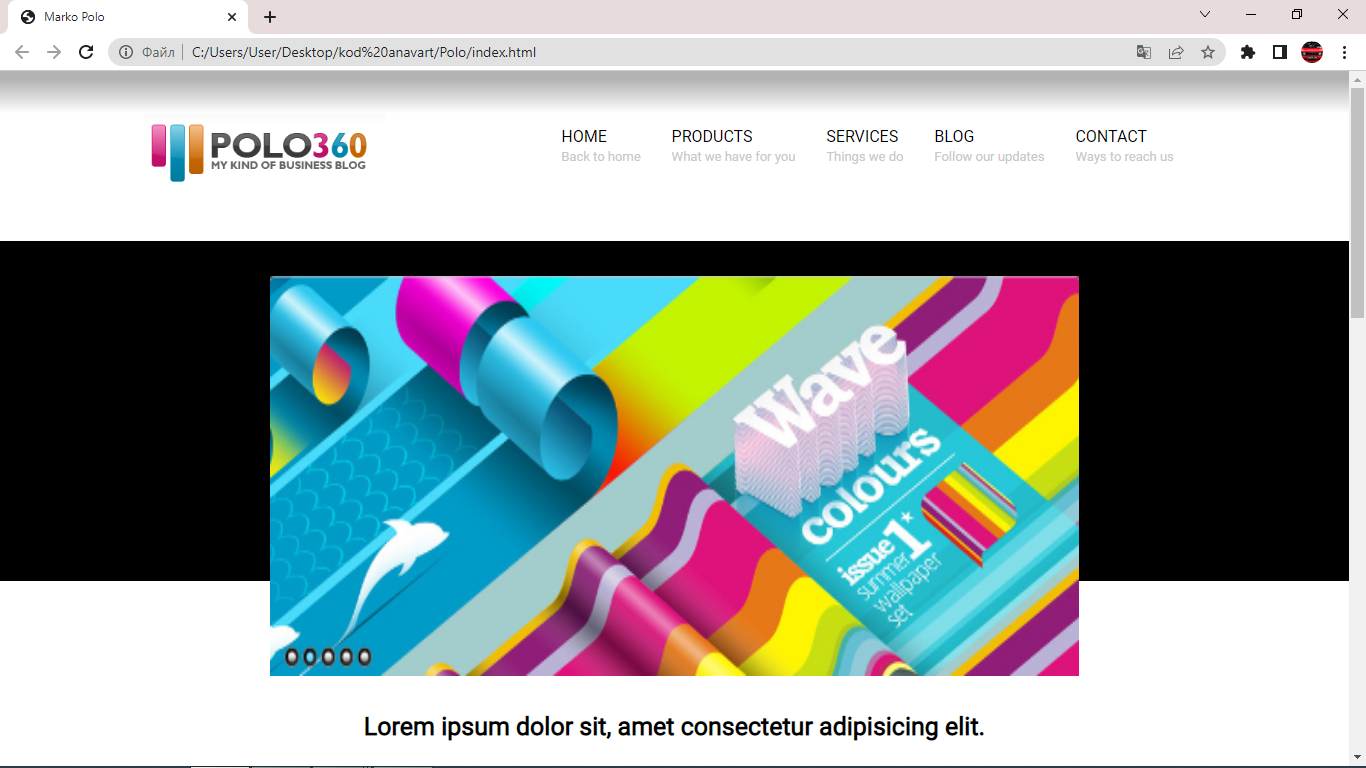 Marko Polo
Файл C:/Users/User/Desktop/kod%20anavart/Polo/index.html
POLO360
MY KIND OF BUSINESS BLOG
HOME
Back to home
PRODUCTS
What we have for you
SERVICES
Things we do
BLOG
Follow our updates
CONTACT
Ways to reach us
Wave
colours
issue 1
summer
wallpaper
set
Lorem ipsum dolor sit, amet consectetur adipisicing elit.